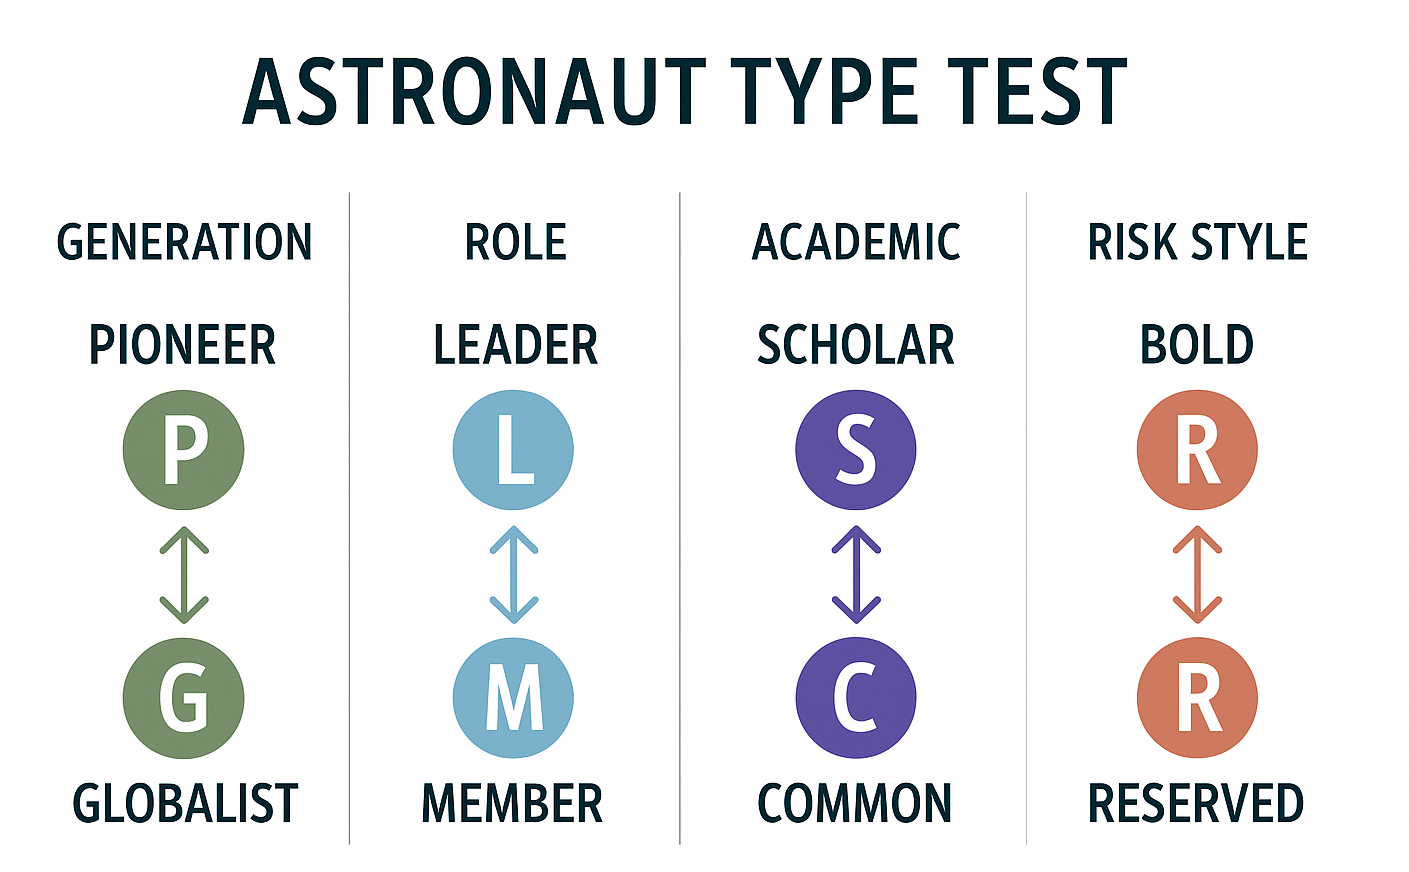 ASTRONAUT TYPE TEST
GENERATION
PIONEER
P
G
GLOBALIST
ROLE
LEADER
L
M
MEMBER
ACADEMIC
SCHOLAR
S
C
COMMON
RISK STYLE
BOLD
R
R
RESERVED